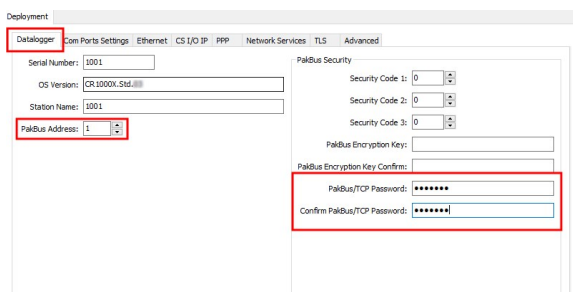 Deployment
Datalogger Com Ports Settings Ethernet CS I/O IP PPP Network Services TLS Advanced
Serial Number: 1001
OS Version: CR1000X.Std.
Station Name: 1001
PakBus Address: 1
PakBus Security
Security Code 1: 0
Security Code 2: 0
Security Code 3: 0
PakBus Encryption Key:
PakBus Encryption Key Confirm:
PakBus/TCP Password: •••••••
Confirm PakBus/TCP Password: •••••••